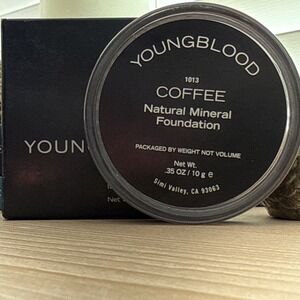 YOUNGBLOOD
1013
COFFEE
Natural Mineral
Foundation
PACKAGED BY WEIGHT NOT VOLUME
Net Wt.
.35 OZ / 10 g e
Simi Valley, CA 93063
YOUN